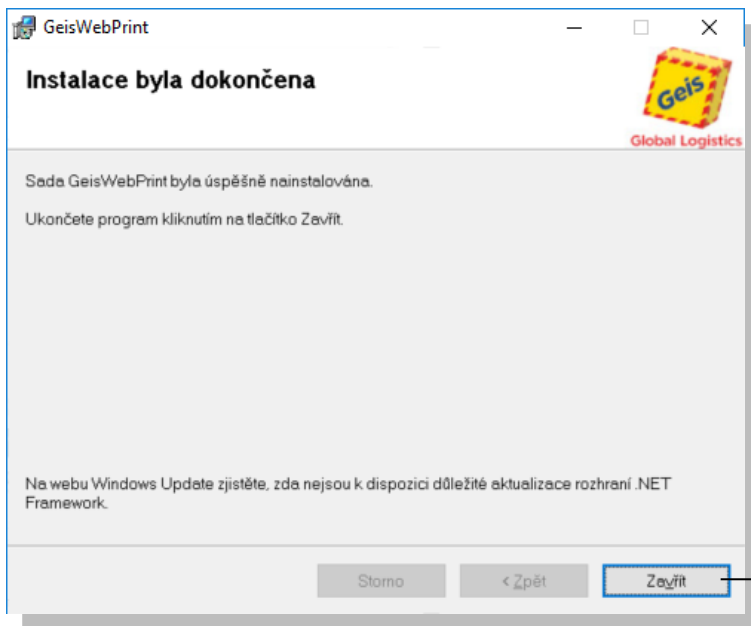 GeisWebPrint
Instalace byla dokončena
Geis
Global Logistics
Sada GeisWebPrint byla úspěšně nainstalována.
Ukončete program kliknutím na tlačítko Zavřít.
Na webu Windows Update zjistěte, zda nejsou k dispozici důležité aktualizace rozhraní .NET
Framework.
Storno
< Zpět
Zavřít